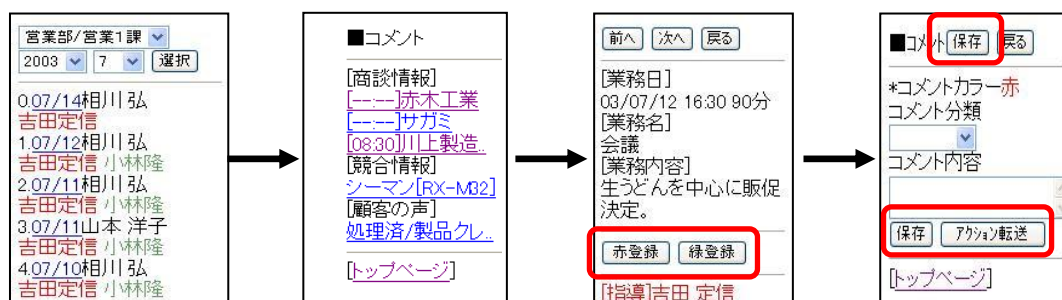 営業部/営業1課
2003 7 選択
0.07/14相川 弘
吉田定信
1.07/12相川 弘
吉田定信 小林隆
2.07/11相川 弘
吉田定信 小林隆
3.07/11山本 洋子
吉田定信 小林隆
4.07/10相川 弘
吉田定信 小林隆
■コメント
[商談情報]
[--:--]赤木工業
[--:--]サガミ
[08:30]川上製造..
[競合情報]
シーマン[RX-M32]
[顧客の声]
処理済/製品クレ..
[トップページ]
前へ 次へ 戻る
[業務日]
03/07/12 16:30 90分
[業務名]
会議
[業務内容]
生うどんを中心に販促
決定。
赤登録 緑登録
[指導]吉田 定信
■コメント 保存 戻る
*コメントカラー赤
コメント分類
コメント内容
保存 アクション転送
[トップページ]